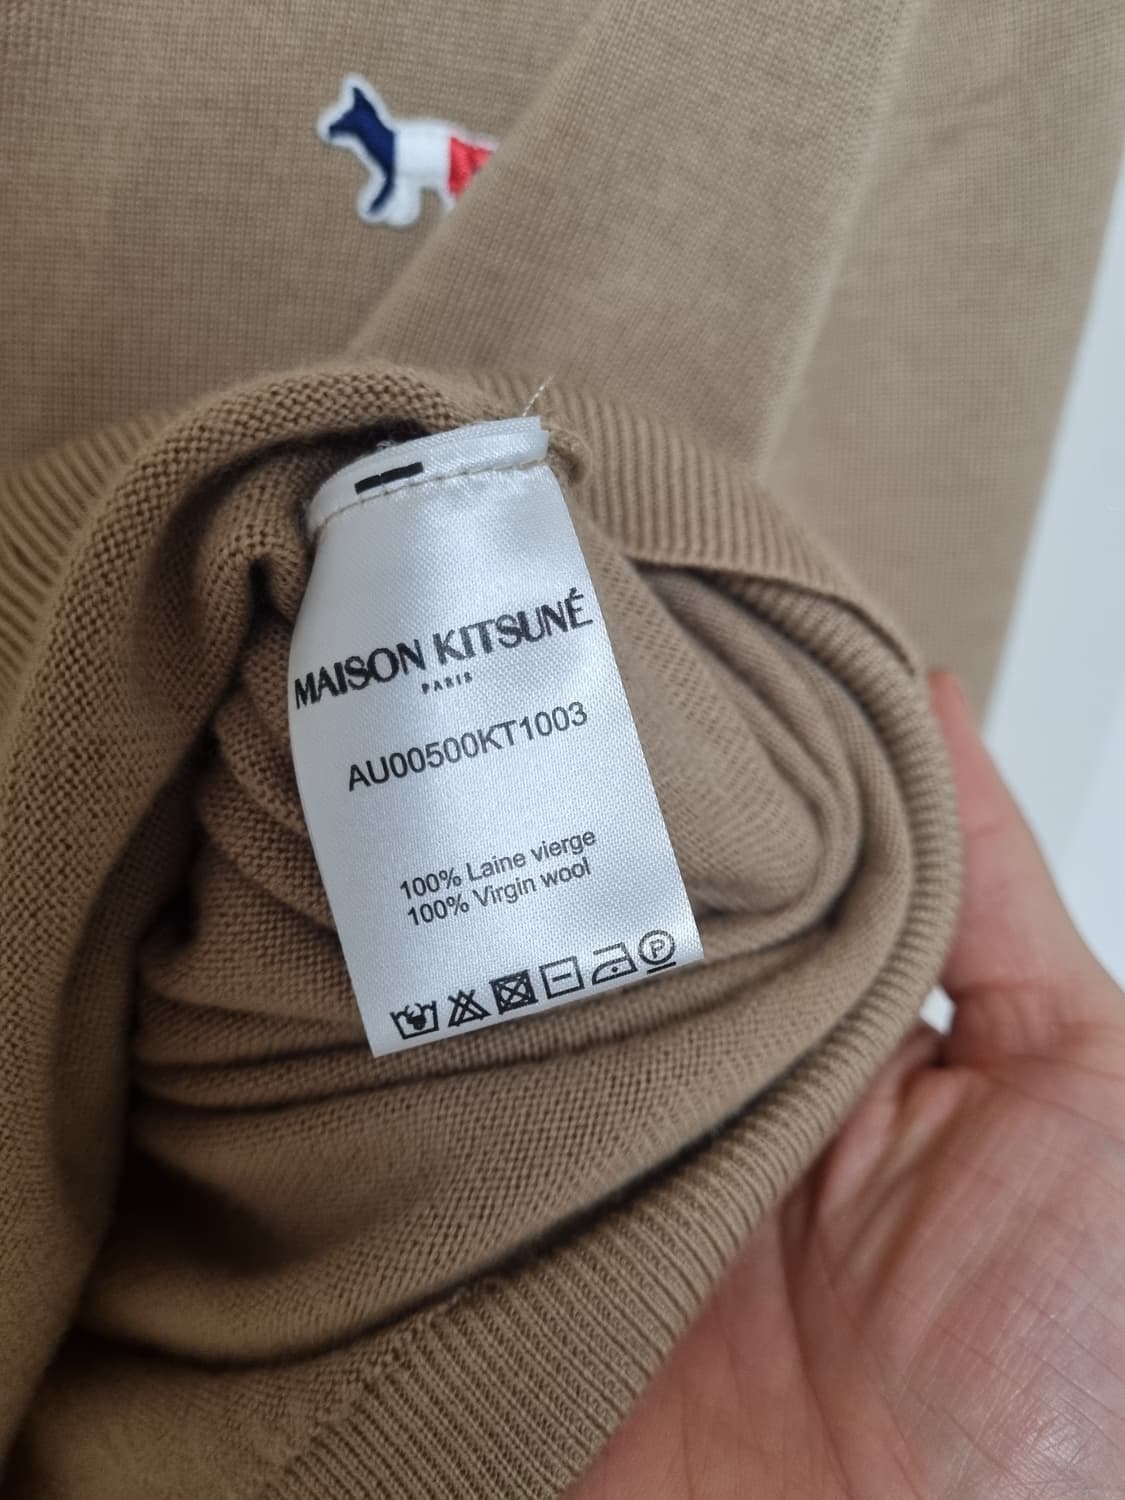 MAISON KITSUNÉ
PARIS
AU00500KT1003
100% Laine vierge
100% Virgin wool
P